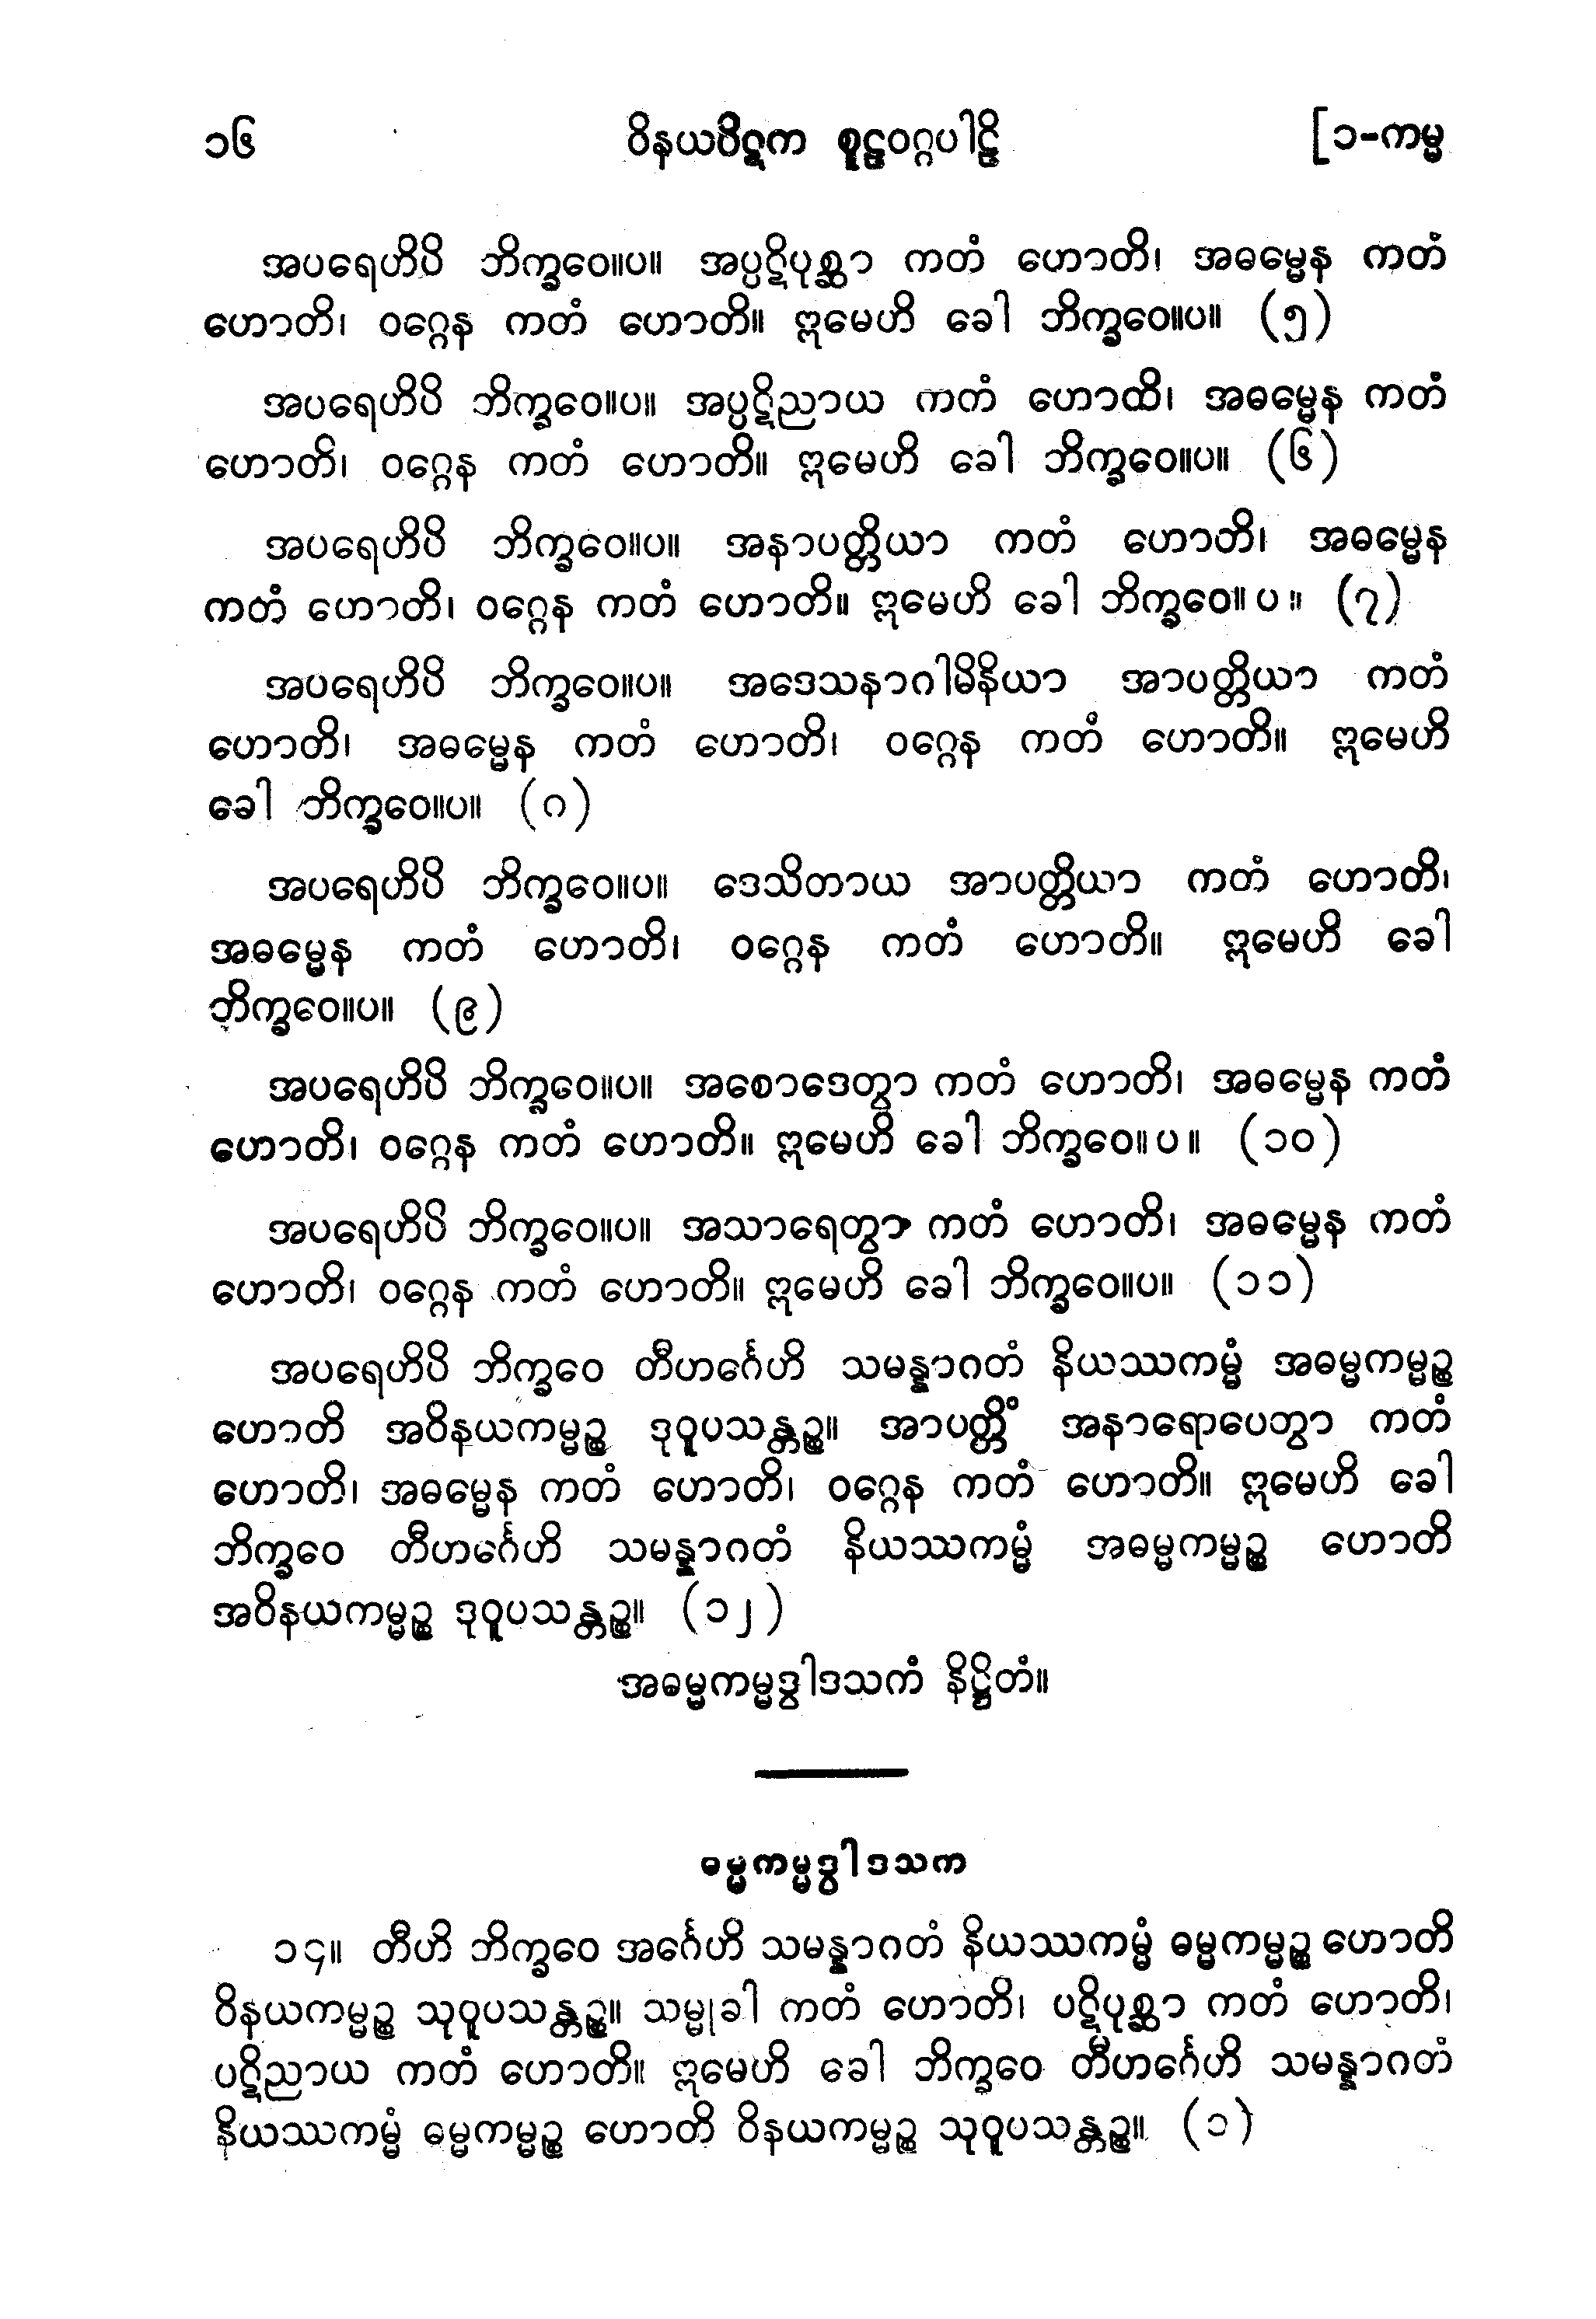 ၁၆ ဝိနယပိဋက စူဠဝဂ္ဂပါဠိ [၁-ကမ္မ
အပရေဟိပိ ဘိက္ခဝေ။ပ။ အပ္ပဋိပုစ္ဆာ ကတံ ဟောတိ၊ အဓမ္မေန ကတံ
ဟောတိ၊ ဝဂ္ဂေန ကတံ ဟောတိ။ ဣမေဟိ ခေါ ဘိက္ခဝေ။ပ။ (၅)
အပရေဟိပိ ဘိက္ခဝေ။ပ။ အပ္ပဋိညာယ ကတံ ဟောတိ၊ အဓမ္မေန ကတံ
ဟောတိ၊ ဝဂ္ဂေန ကတံ ဟောတိ။ ဣမေဟိ ခေါ ဘိက္ခဝေ။ပ။ (၆)
အပရေဟိပိ ဘိက္ခဝေ။ပ။ အနာပတ္တိယာ ကတံ ဟောတိ၊ အဓမ္မေန
ကတံ ဟောတိ၊ ဝဂ္ဂေန ကတံ ဟောတိ။ ဣမေဟိ ခေါ ဘိက္ခဝေ။ ပ ။ (၇)
အပရေဟိပိ ဘိက္ခဝေ။ပ။ အဒေသနာဂါမိနိယာ အာပတ္တိယာ ကတံ
ဟောတိ၊ အဓမ္မေန ကတံ ဟောတိ၊ ဝဂ္ဂေန ကတံ ဟောတိ။ ဣမေဟိ
ခေါ ဘိက္ခဝေ။ပ။ (၈)
အပရေဟိပိ ဘိက္ခဝေ။ပ။ ဒေသိတာယ အာပတ္တိယာ ကတံ ဟောတိ၊
အဓမ္မေန ကတံ ဟောတိ၊ ဝဂ္ဂေန ကတံ ဟောတိ။ ဣမေဟိ ခေါ
ဘိက္ခဝေ။ပ။ (၉)
အပရေဟိပိ ဘိက္ခဝေ။ပ။ အစောဒေတွာ ကတံ ဟောတိ၊ အဓမ္မေန ကတံ
ဟောတိ၊ ဝဂ္ဂေန ကတံ ဟောတိ။ ဣမေဟိ ခေါ ဘိက္ခဝေ။ ပ ။ (၁၀)
အပရေဟိပိ ဘိက္ခဝေ။ပ။ အသာရေတွာ ကတံ ဟောတိ၊ အဓမ္မေန ကတံ
ဟောတိ၊ ဝဂ္ဂေန ကတံ ဟောတိ။ ဣမေဟိ ခေါ ဘိက္ခဝေ။ပ။ (၁၁)
အပရေဟိပိ ဘိက္ခဝေ တီဟင်္ဂေဟိ သမန္နာဂတံ နိယဿကမ္မံ အဓမ္မကမ္မဉ္စ
ဟောတိ အဝိနယကမ္မဉ္စ ဒုဝူပသန္တဉ္စ။ အာပတ္တိံ အနာရောပေတွာ ကတံ
ဟောတိ၊ အဓမ္မေန ကတံ ဟောတိ၊ ဝဂ္ဂေန ကတံ ဟောတိ။ ဣမေဟိ ခေါ
ဘိက္ခဝေ တီဟင်္ဂေဟိ သမန္နာဂတံ နိယဿကမ္မံ အဓမ္မကမ္မဉ္စ ဟောတိ
အဝိနယကမ္မဉ္စ ဒုဝူပသန္တဉ္စ။ (၁၂)
အဓမ္မကမ္မဒွါဒသကံ နိဋ္ဌိတံ။
ဓမ္မကမ္မဒွါဒသက
၁၄။ တီဟိ ဘိက္ခဝေ အင်္ဂေဟိ သမန္နာဂတံ နိယဿကမ္မံ ဓမ္မကမ္မဉ္စ ဟောတိ
ဝိနယကမ္မဉ္စ သုဝူပသန္တဉ္စ။ သမ္မုခါ ကတံ ဟောတိ၊ ပဋိပုစ္ဆာ ကတံ ဟောတိ၊
ပဋိညာယ ကတံ ဟောတိ။ ဣမေဟိ ခေါ ဘိက္ခဝေ တီဟင်္ဂေဟိ သမန္နာဂတံ
နိယဿကမ္မံ ဓမ္မကမ္မဉ္စ ဟောတိ ဝိနယကမ္မဉ္စ သုဝူပသန္တဉ္စ။ (၁)